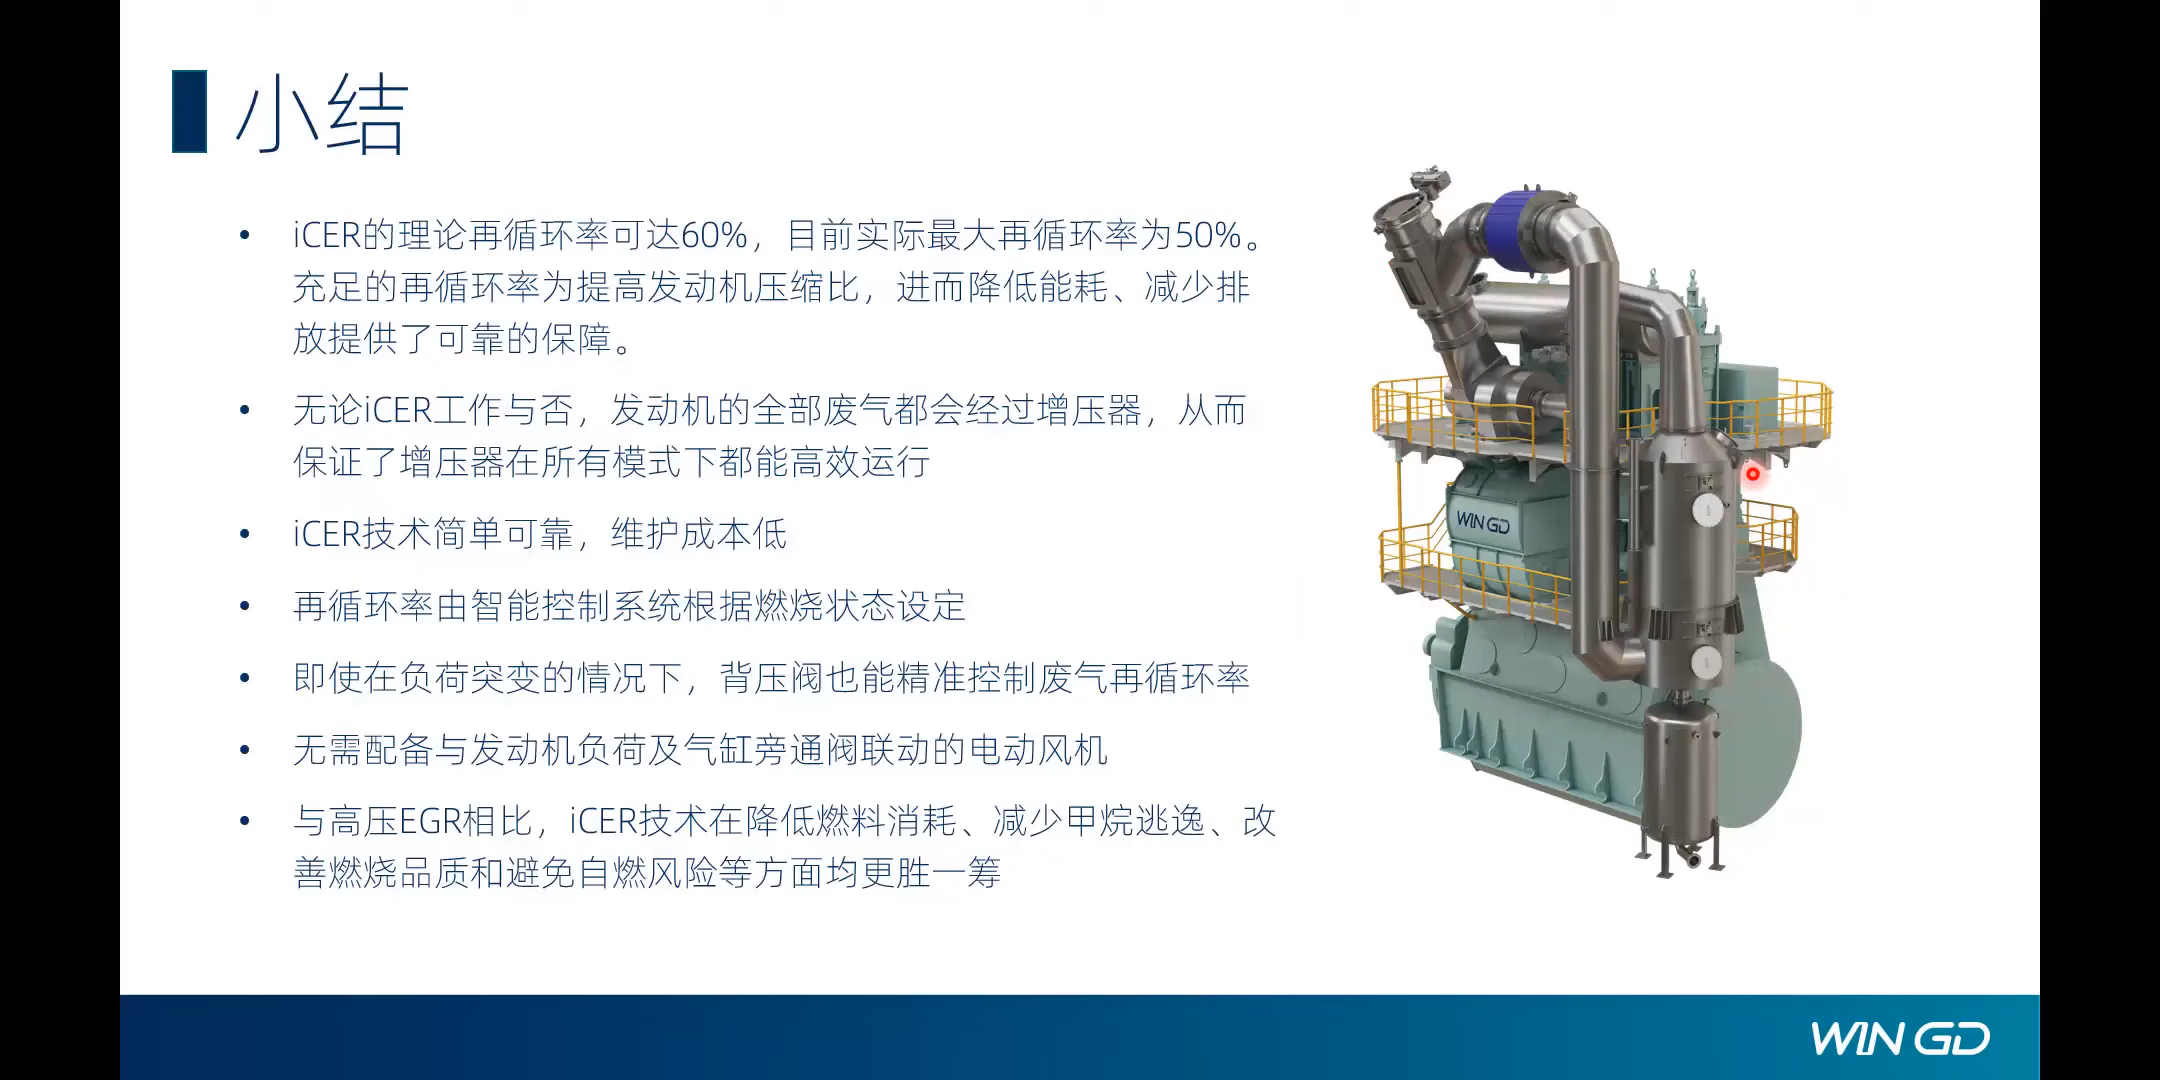 小结
iCER的理论再循环率可达60%，目前实际最大再循环率为50%。
充足的再循环率为提高发动机压缩比，进而降低能耗、减少排
放提供了可靠的保障。
无论iCER工作与否，发动机的全部废气都会经过增压器，从而
保证了增压器在所有模式下都能高效运行
iCER技术简单可靠，维护成本低
再循环率由智能控制系统根据燃烧状态设定
即使在负荷突变的情况下，背压阀也能精准控制废气再循环率
无需配备与发动机负荷及气缸旁通阀联动的电动风机
与高压EGR相比，iCER技术在降低燃料消耗、减少甲烷逃逸、改
善燃烧品质和避免自燃风险等方面均更胜一筹
WIN GD
WIN GD